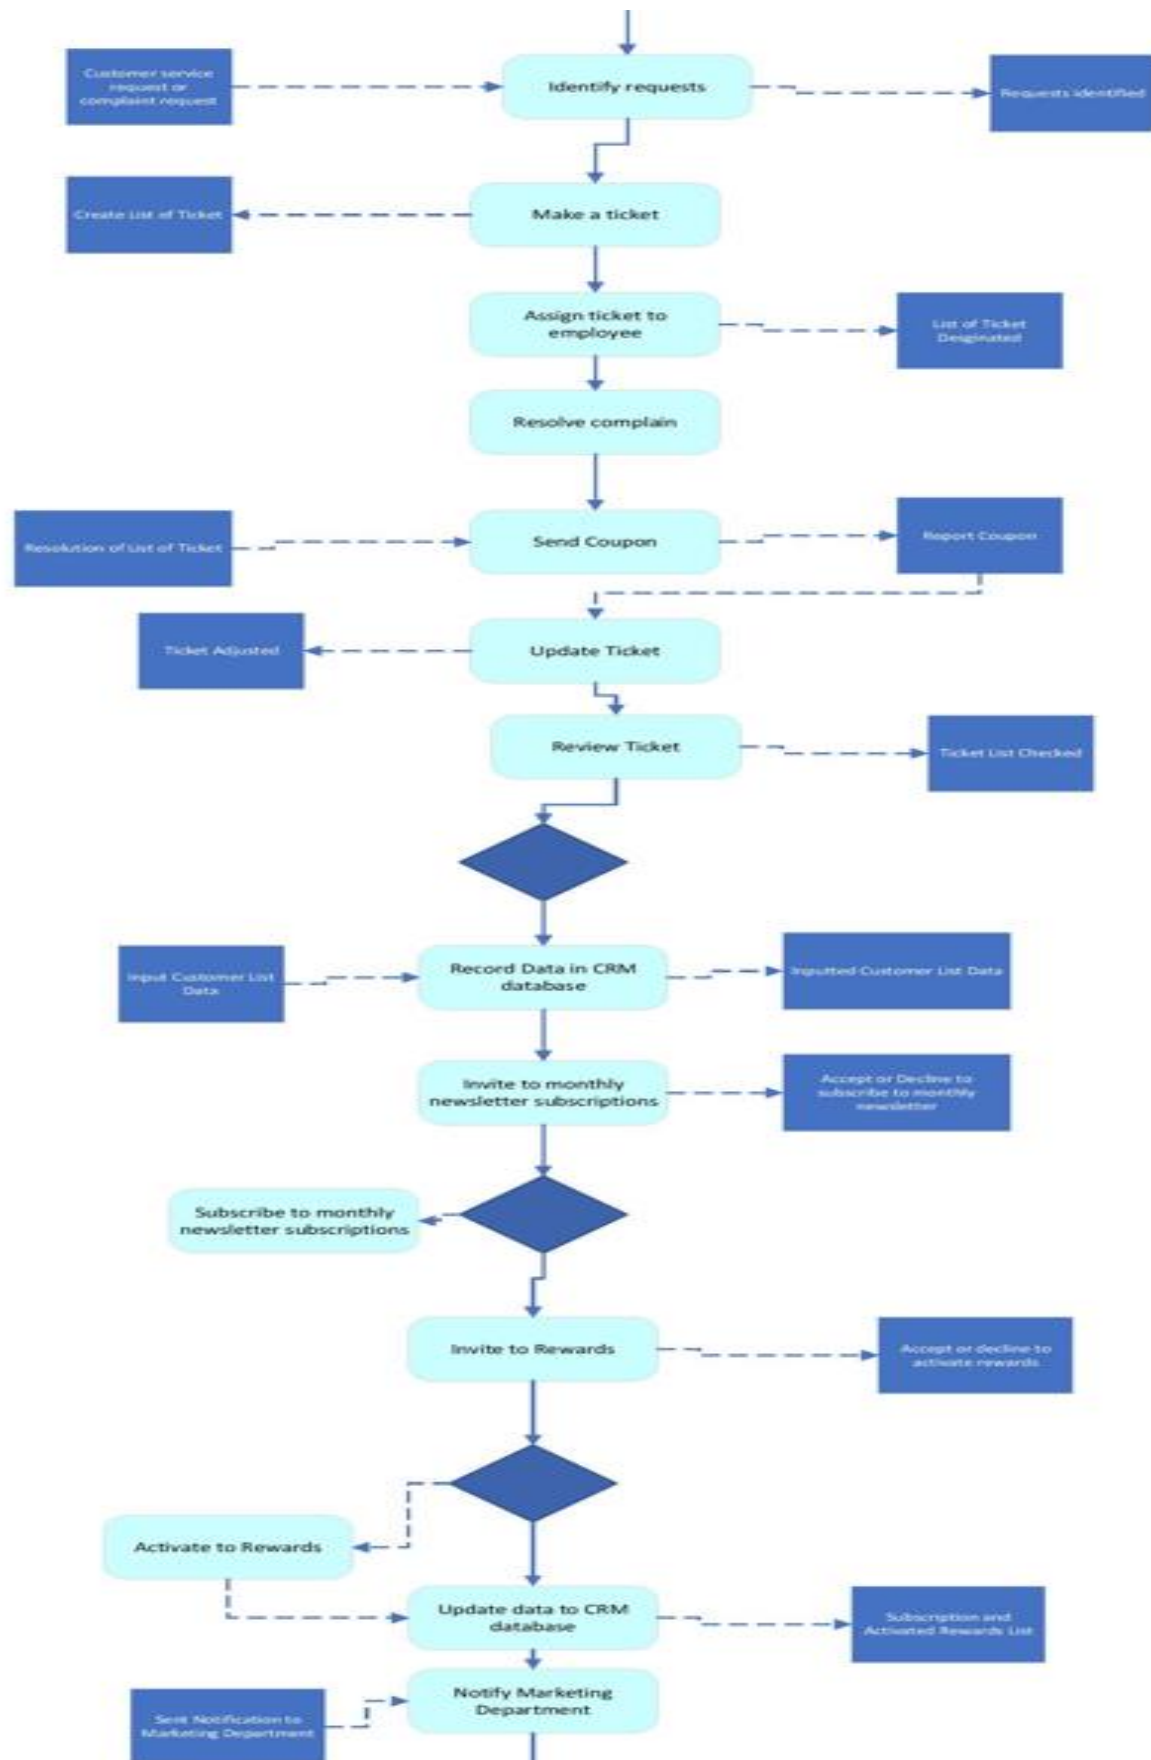 Customer service
request or
complaint request
Identify requests
Requests identified
Create List of Ticket
Make a ticket
Assign ticket to
employee
List of Ticket
Desginated
Resolve complain
Resolution of List of Ticket
Send Coupon
Report Coupon
Ticket Adjusted
Update Ticket
Review Ticket
Ticket List Checked
Input Customer List
Data
Record Data in CRM
database
Inputted Customer List Data
Invite to monthly
newsletter subscriptions
Accept or Decline to
subscribe to monthly
newsletter
Subscribe to monthly
newsletter subscriptions
Invite to Rewards
Accept or decline to
activate rewards
Activate to Rewards
Update data to CRM
database
Subscription and
Activated Rewards List
Notify Marketing
Department
Sent Notification to
Marketing Department